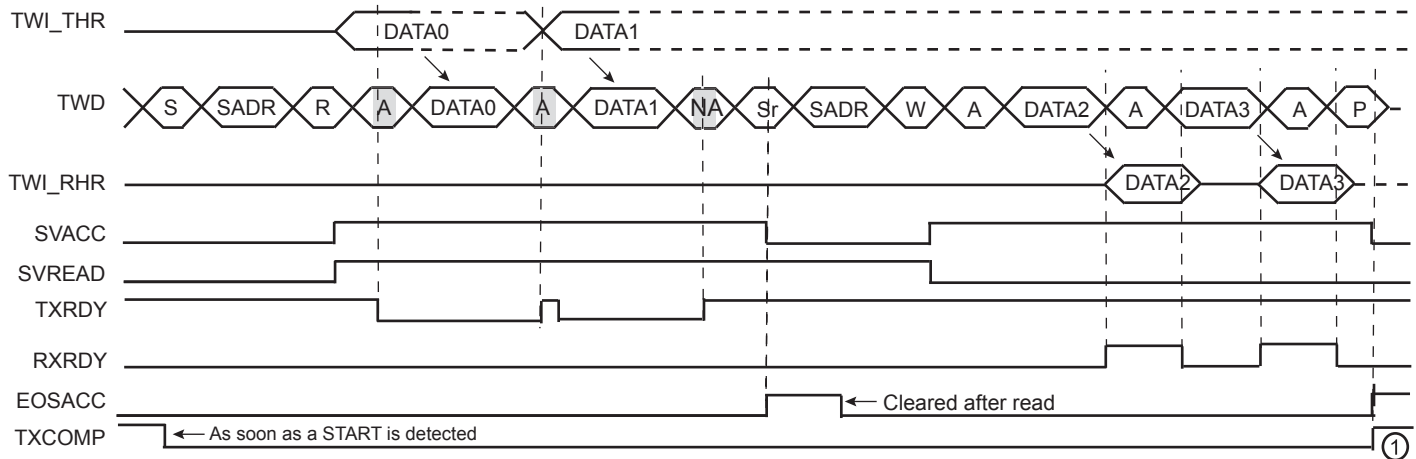 TWI_THR DATA0 DATA1
TWD S SADR R A DATA0 A DATA1 NA Sr SADR W A DATA2 A DATA3 A P
TWI_RHR DATA2 DATA3
SVACC
SVREAD
TXRDY
RXRDY
EOSACC Cleared after read
TXCOMP As soon as a START is detected 1